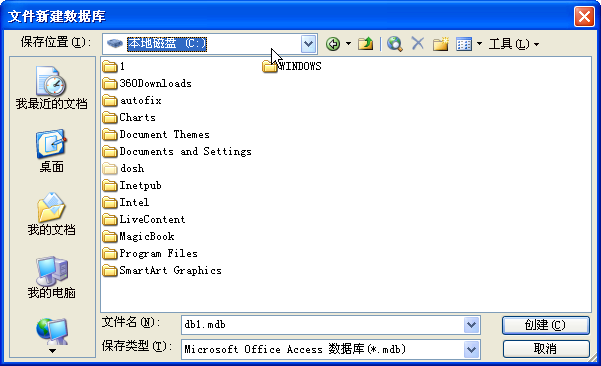 文件新建数据库
保存位置(I):
本地磁盘 (C:)
工具(L)
我最近的文档
桌面
我的文档
我的电脑
1
360Downloads
autofix
Charts
Document Themes
Documents and Settings
dosh
Inetpub
Intel
LiveContent
MagicBook
Program Files
SmartArt Graphics
WINDOWS
文件名(N):
db1.mdb
创建(C)
保存类型(T):
Microsoft Office Access 数据库(*.mdb)
取消